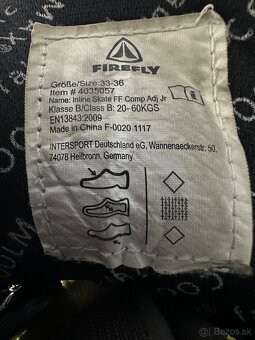 FIREFLY
Größe/Size:33-36
Item # 4035057
Name: Inline Skate FF Comp Adj Jr
Klasse B/Class B: 20- 60KGS
EN13843:2009
Made in China F-0020 1117
INTERSPORT Deutschland eG, Wannenaeckerstr. 50,
74078 Heilbronn, Germany
Bazos.sk